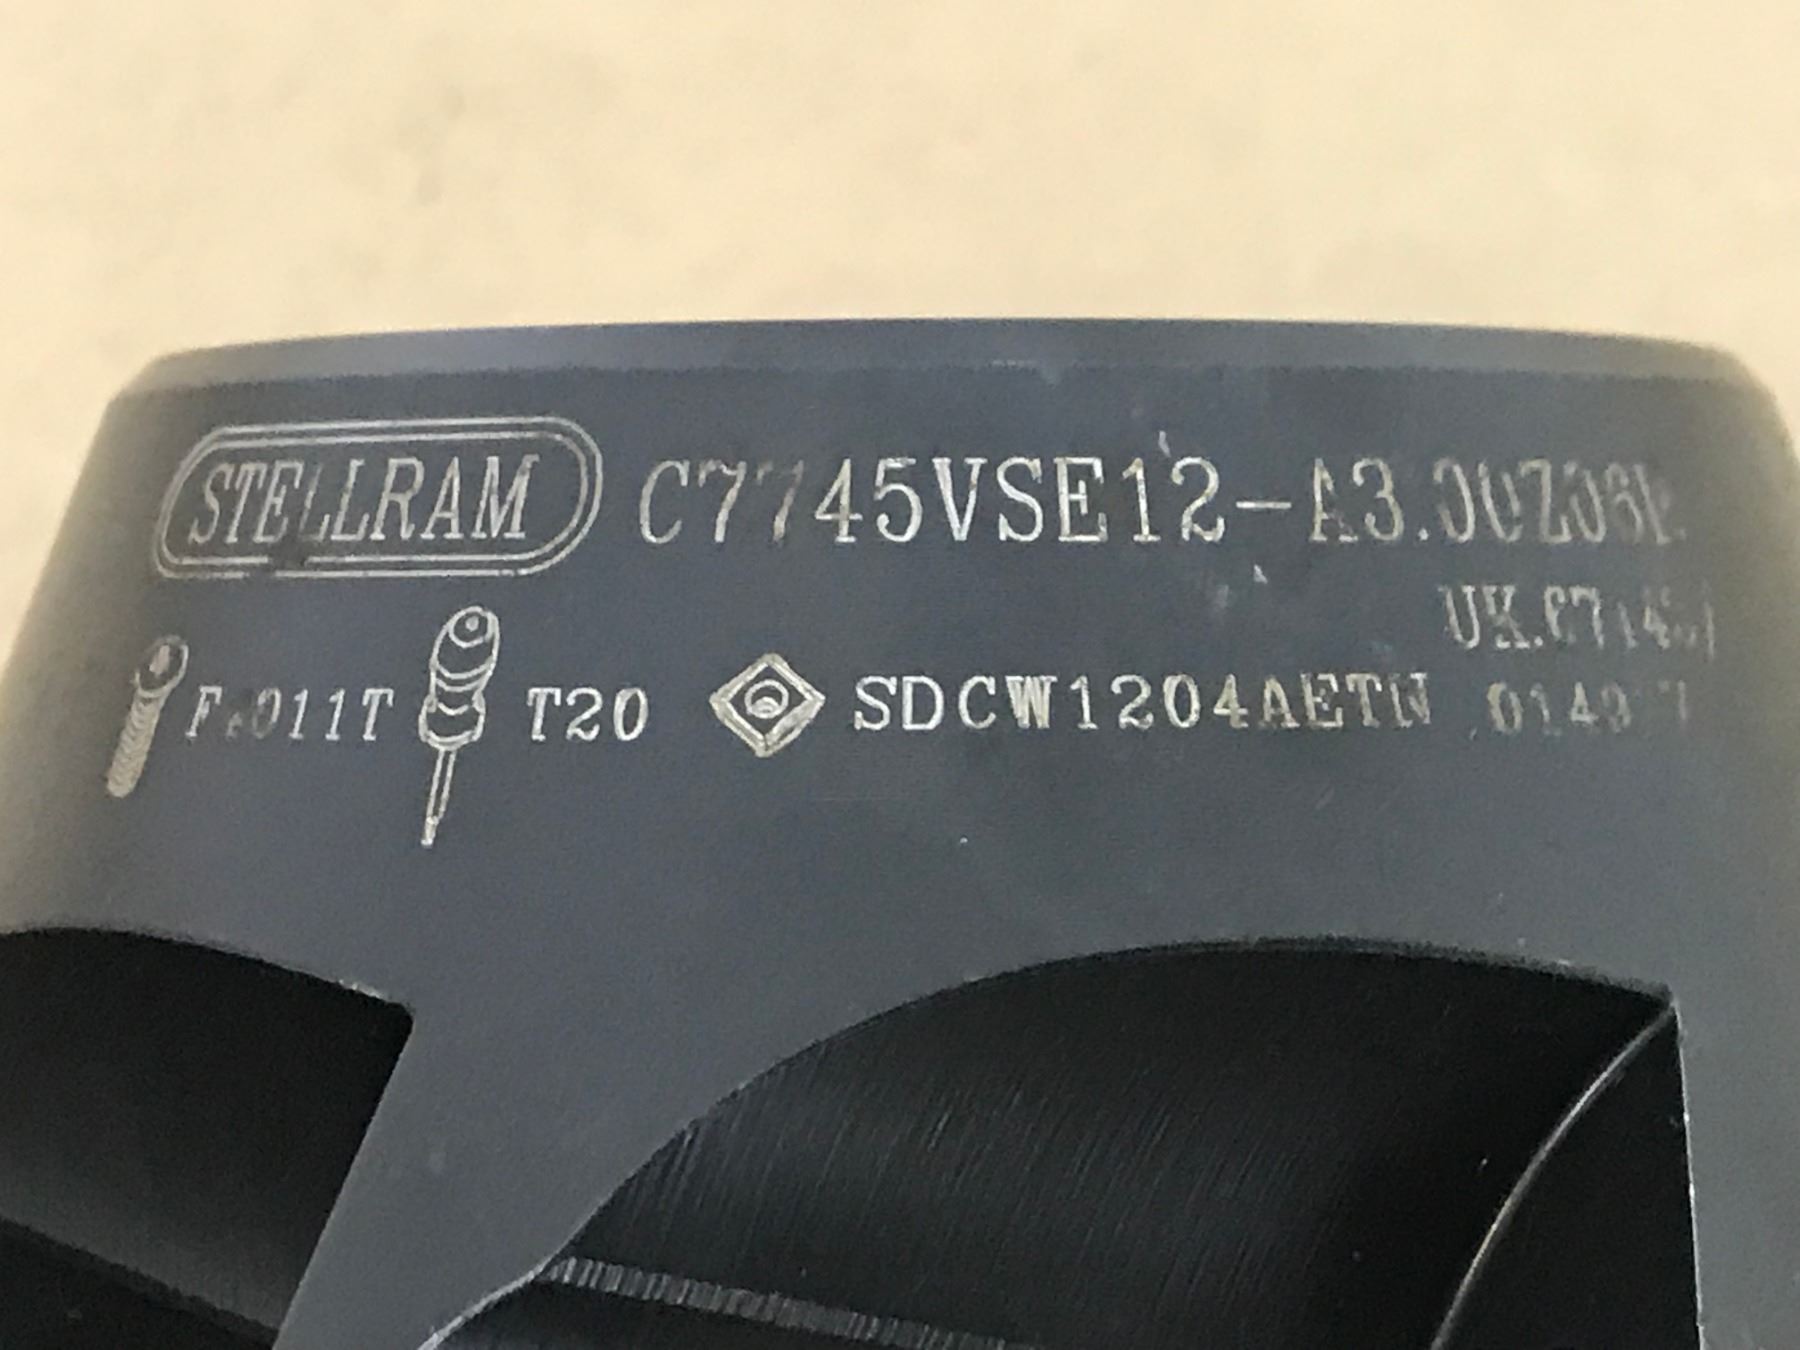 STELLRAM C7745VSE12-A3.00Z06R
T20 SDCW1204AETN